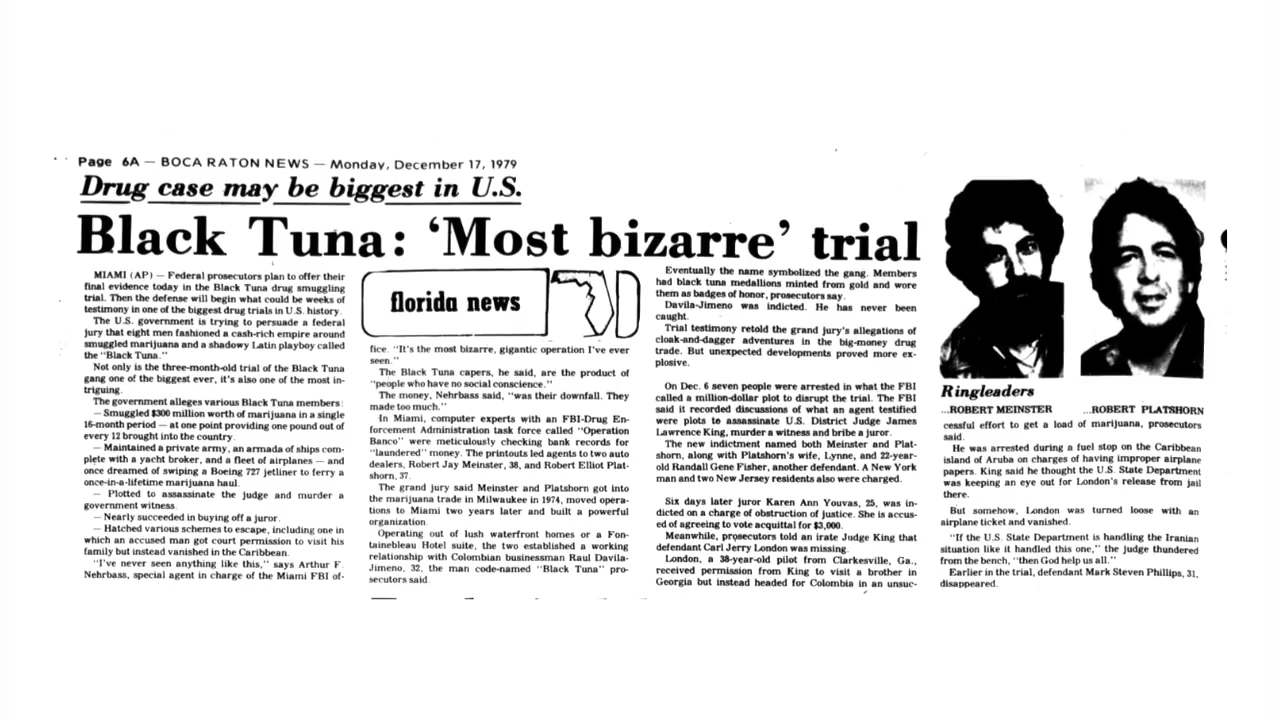 Page 6A — BOCA RATON NEWS — Monday, December 17, 1979
Drug case may be biggest in U.S.
Black Tuna: ‘Most bizarre’ trial
MIAMI (AP) — Federal prosecutors plan to offer their
final evidence today in the Black Tuna drug smuggling
trial. Then the defense will begin what could be weeks of
testimony in one of the biggest drug trials in U.S. history.
The U.S. government is trying to persuade a federal
jury that eight men fashioned a cash-rich empire around
smuggled marijuana and a shadowy Latin playboy called
the "Black Tuna."
Not only is the three-month-old trial of the Black Tuna
gang one of the biggest ever, it's also one of the most in-
triguing.
The government alleges various Black Tuna members:
— Smuggled $300 million worth of marijuana in a single
16-month period — at one point providing one pound out of
every 12 brought into the country.
— Maintained a private army, an armada of ships com-
plete with a yacht broker, and a fleet of airplanes — and
once dreamed of swiping a Boeing 727 jetliner to ferry a
once-in-a-lifetime marijuana haul.
— Plotted to assassinate the judge and murder a
government witness.
— Nearly succeeded in buying off a juror.
— Hatched various schemes to escape, including one in
which an accused man got court permission to visit his
family but instead vanished in the Caribbean.
"I've never seen anything like this," says Arthur F.
Nehrbass, special agent in charge of the Miami FBI of-
florida news
fice. "It's the most bizarre, gigantic operation I've ever
seen."
The Black Tuna capers, he said, are the product of
"people who have no social conscience."
The money, Nehrbass said, "was their downfall. They
made too much."
In Miami, computer experts with an FBI-Drug En-
forcement Administration task force called "Operation
Banco" were meticulously checking bank records for
"laundered" money. The printouts led agents to two auto
dealers, Robert Jay Meinster, 38, and Robert Elliot Plat-
shorn, 37.
The grand jury said Meinster and Platshorn got into
the marijuana trade in Milwaukee in 1974, moved opera-
tions to Miami two years later and built a powerful
organization.
Operating out of lush waterfront homes or a Fon-
tainebleau Hotel suite, the two established a working
relationship with Colombian businessman Raul Davila-
Jimeno, 32, the man code-named "Black Tuna" pro-
secutors said.
Eventually the name symbolized the gang. Members
had black tuna medallions minted from gold and wore
them as badges of honor, prosecutors say.
Davila-Jimeno was indicted. He has never been
caught.
Trial testimony retold the grand jury's allegations of
cloak-and-dagger adventures in the big-money drug
trade. But unexpected developments proved more ex-
plosive.
On Dec. 6 seven people were arrested in what the FBI
called a million-dollar plot to disrupt the trial. The FBI
said it recorded discussions of what an agent testified
were plots to assassinate U.S. District Judge James
Lawrence King, murder a witness and bribe a juror.
The new indictment named both Meinster and Plat-
shorn, along with Platshorn's wife, Lynne, and 22-year-
old Randall Gene Fisher, another defendant. A New York
man and two New Jersey residents also were charged.
Six days later juror Karen Ann Youvas, 25, was in-
dicted on a charge of obstruction of justice. She is accus-
ed of agreeing to vote acquittal for $3,000.
Meanwhile, prosecutors told an irate Judge King that
defendant Carl Jerry London was missing.
London, a 38-year-old pilot from Clarkesville, Ga.,
received permission from King to visit a brother in
Georgia but instead headed for Colombia in an unsuc-
Ringleaders
...ROBERT MEINSTER ...ROBERT PLATSHORN
cessful effort to get a load of marijuana, prosecutors
said.
He was arrested during a fuel stop on the Caribbean
island of Aruba on charges of having improper airplane
papers. King said he thought the U.S. State Department
was keeping an eye out for London's release from jail
there.
But somehow, London was turned loose with an
airplane ticket and vanished.
"If the U.S. State Department is handling the Iranian
situation like it handled this one," the judge thundered
from the bench, "then God help us all."
Earlier in the trial, defendant Mark Steven Phillips, 31,
disappeared.